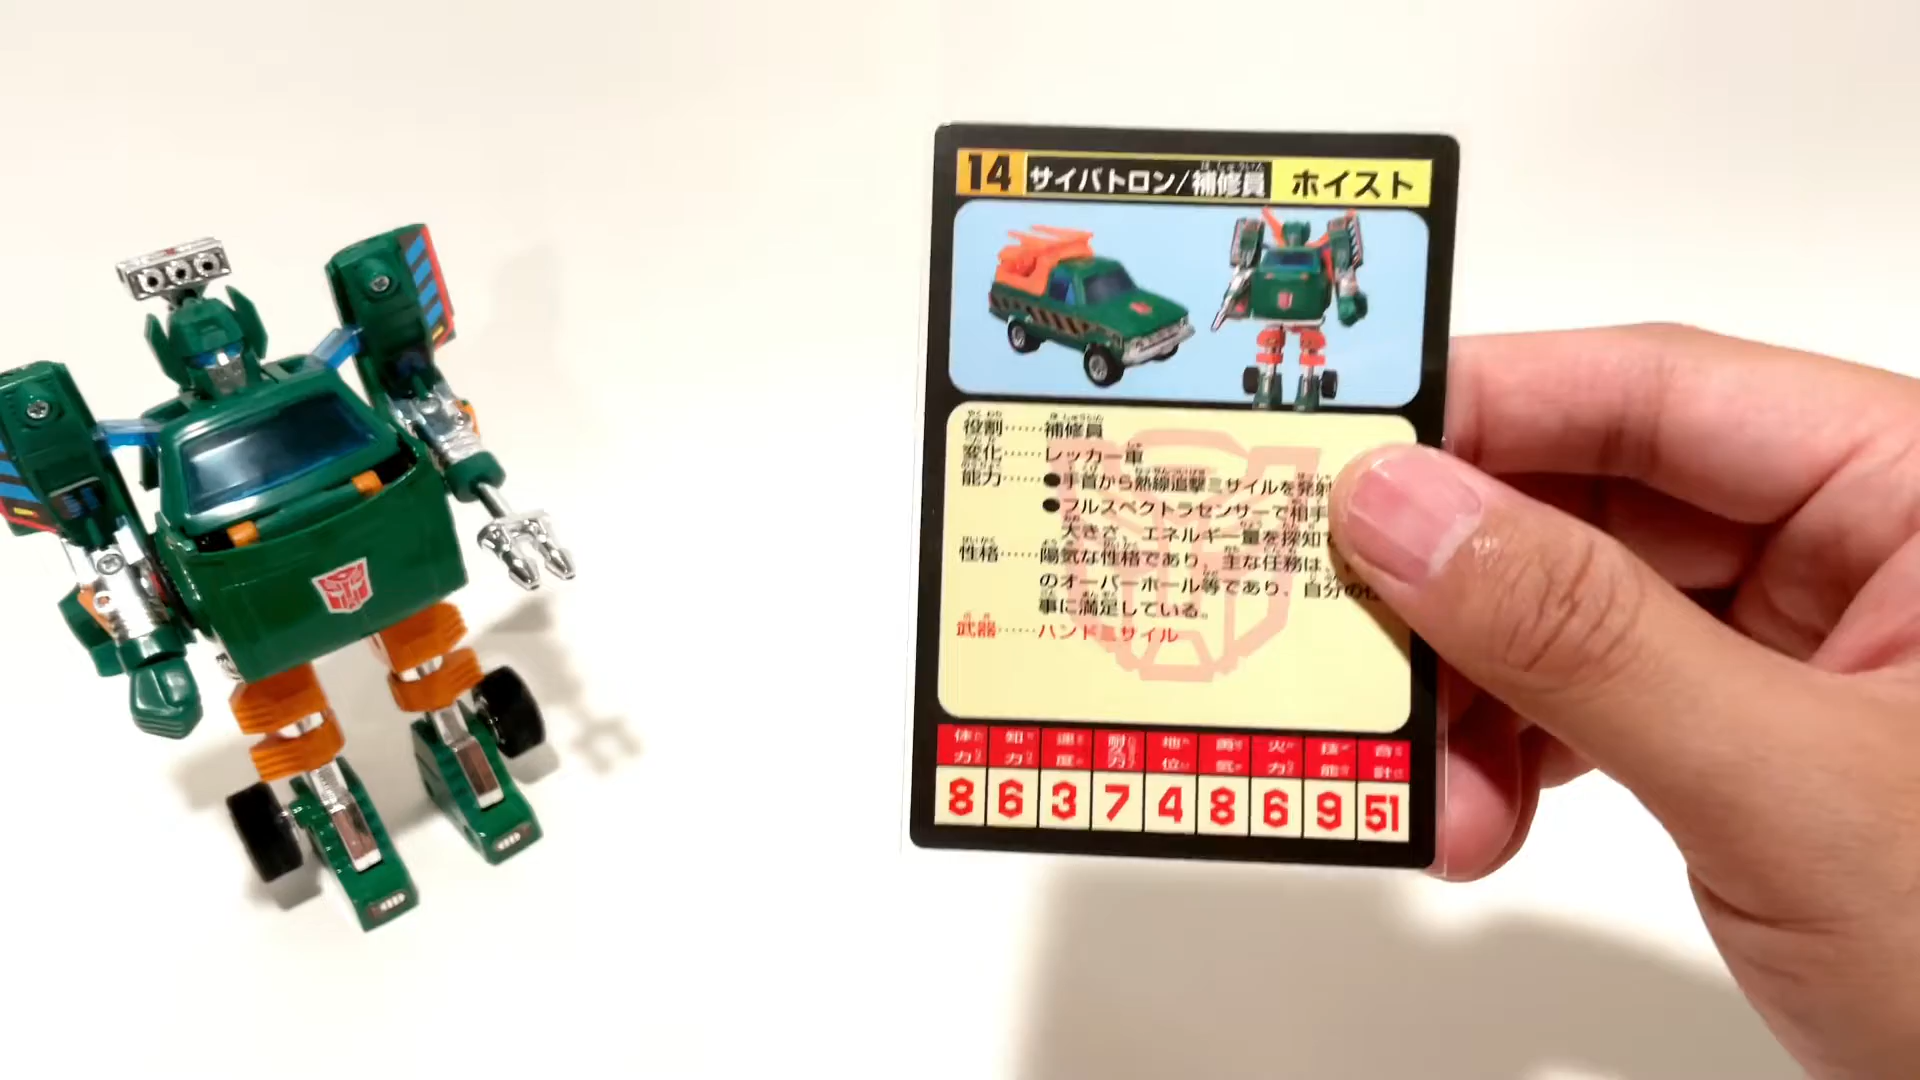 14 サイバトロン/補修員 ホイスト
役割……補修員
変化……レッカー車
能力……●手首から熱線追撃ミサイルを発射
●フルスペクトラセンサーで相手
大きさ、エネルギー量を探知
性格……陽気な性格であり、主な任務は、
のオーバーホール等であり、自分の
事に満足している。
武器……ハンドミサイル
体力 知力 速度 耐久力 地位 勇気 火力 技能 合計
8 6 3 7 4 8 6 9 51